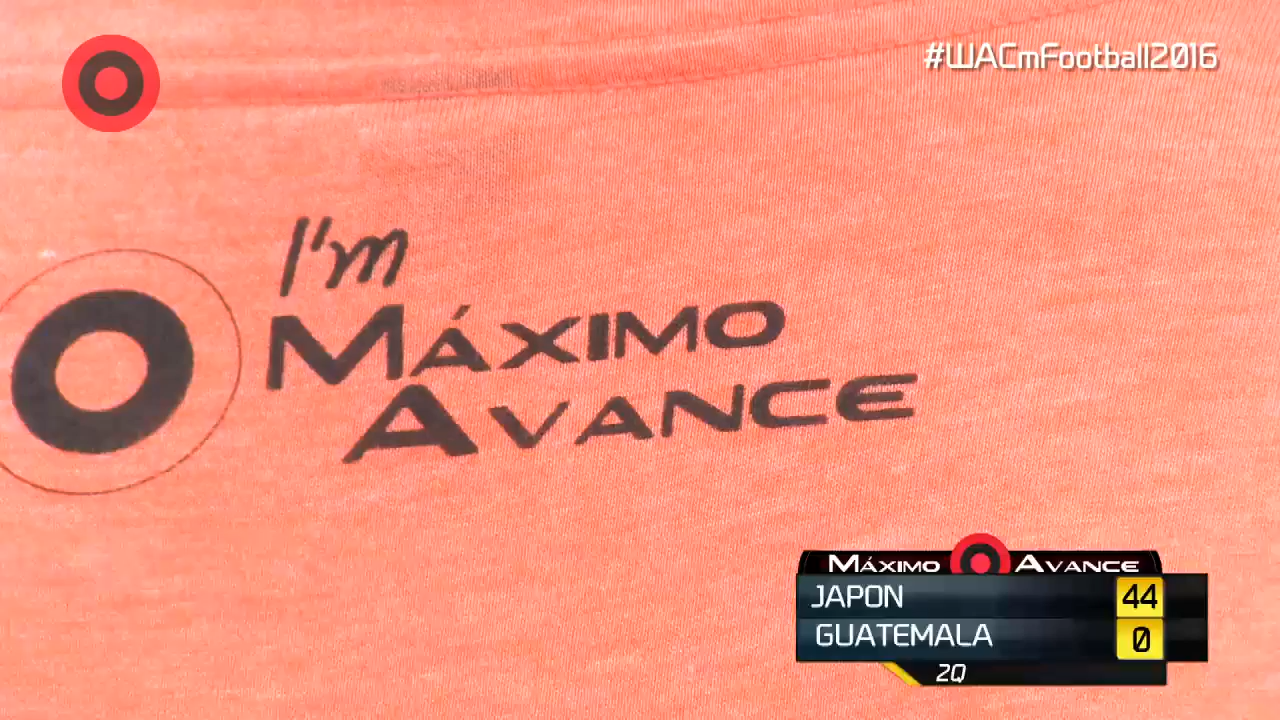 #WACmFootball2016
I'm
MÁXIMO
AVANCE
MÁXIMO AVANCE
JAPON 44
GUATEMALA 0
2Q